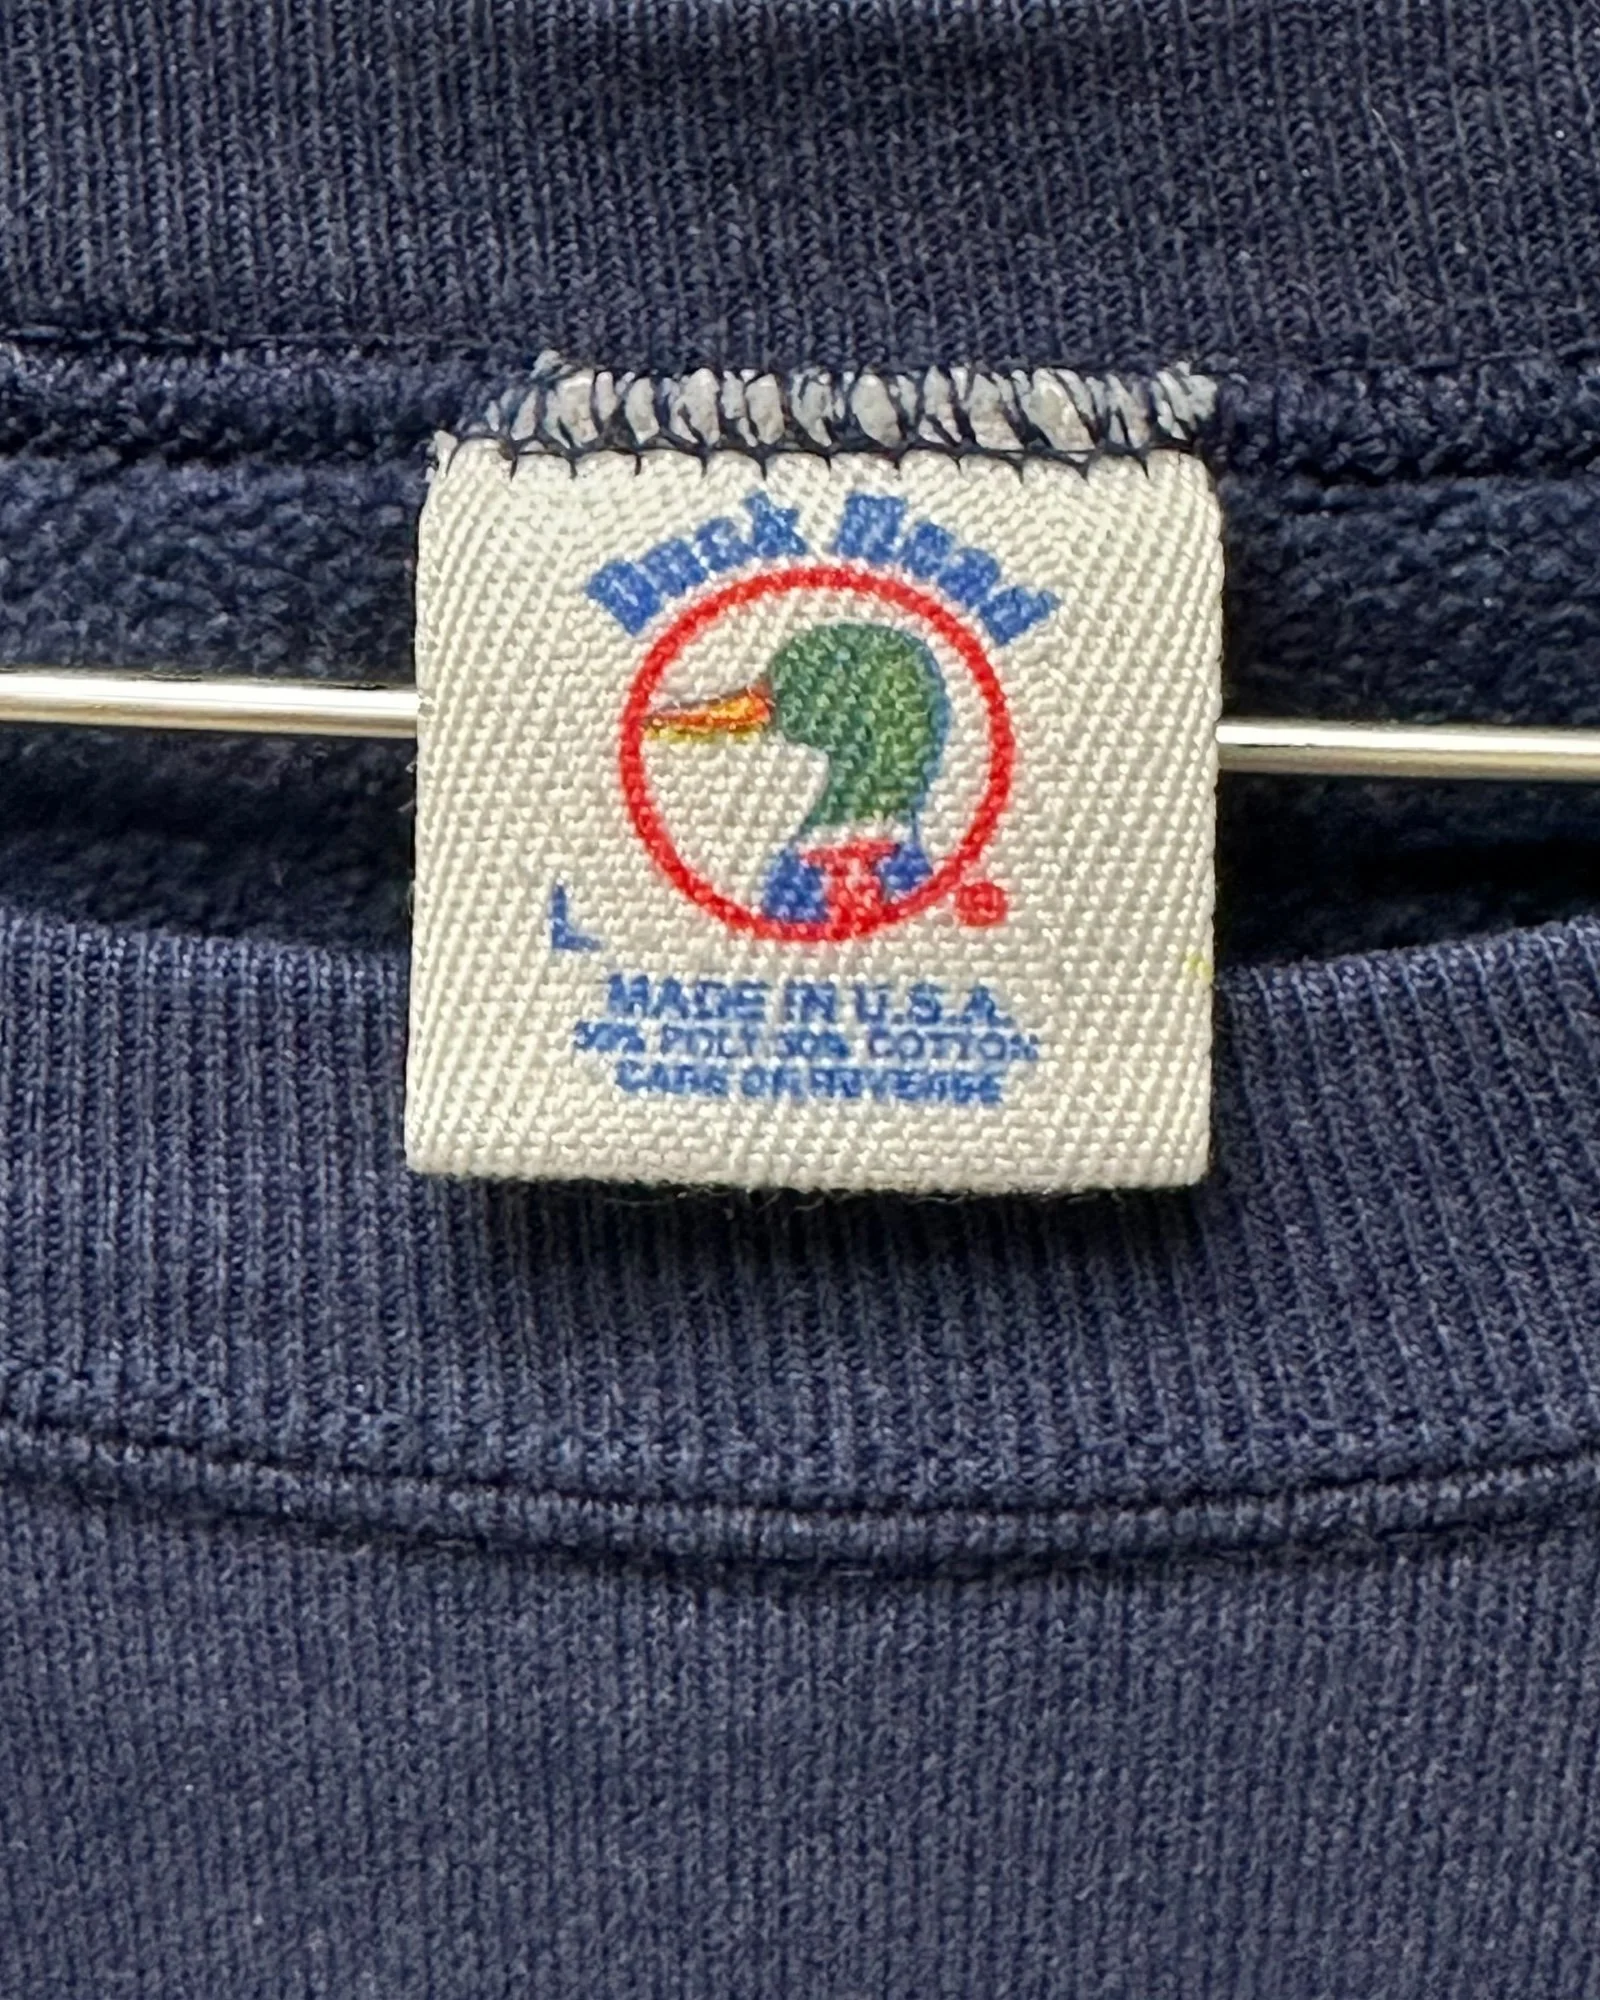 Duck Head
®
L
MADE IN U.S.A.
50% POLY 50% COTTON
CARE ON REVERSE